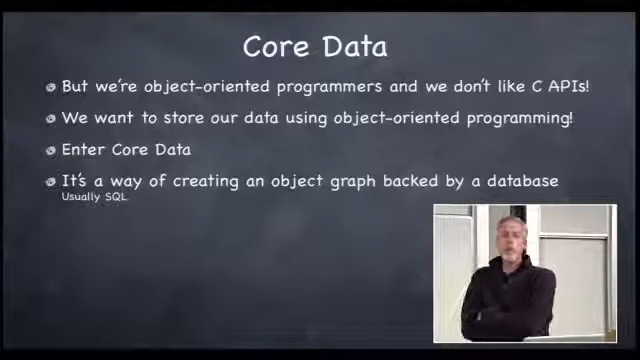 Core Data
But we're object-oriented programmers and we don't like C APIs!
We want to store our data using object-oriented programming!
Enter Core Data
It's a way of creating an object graph backed by a database
Usually SQL.